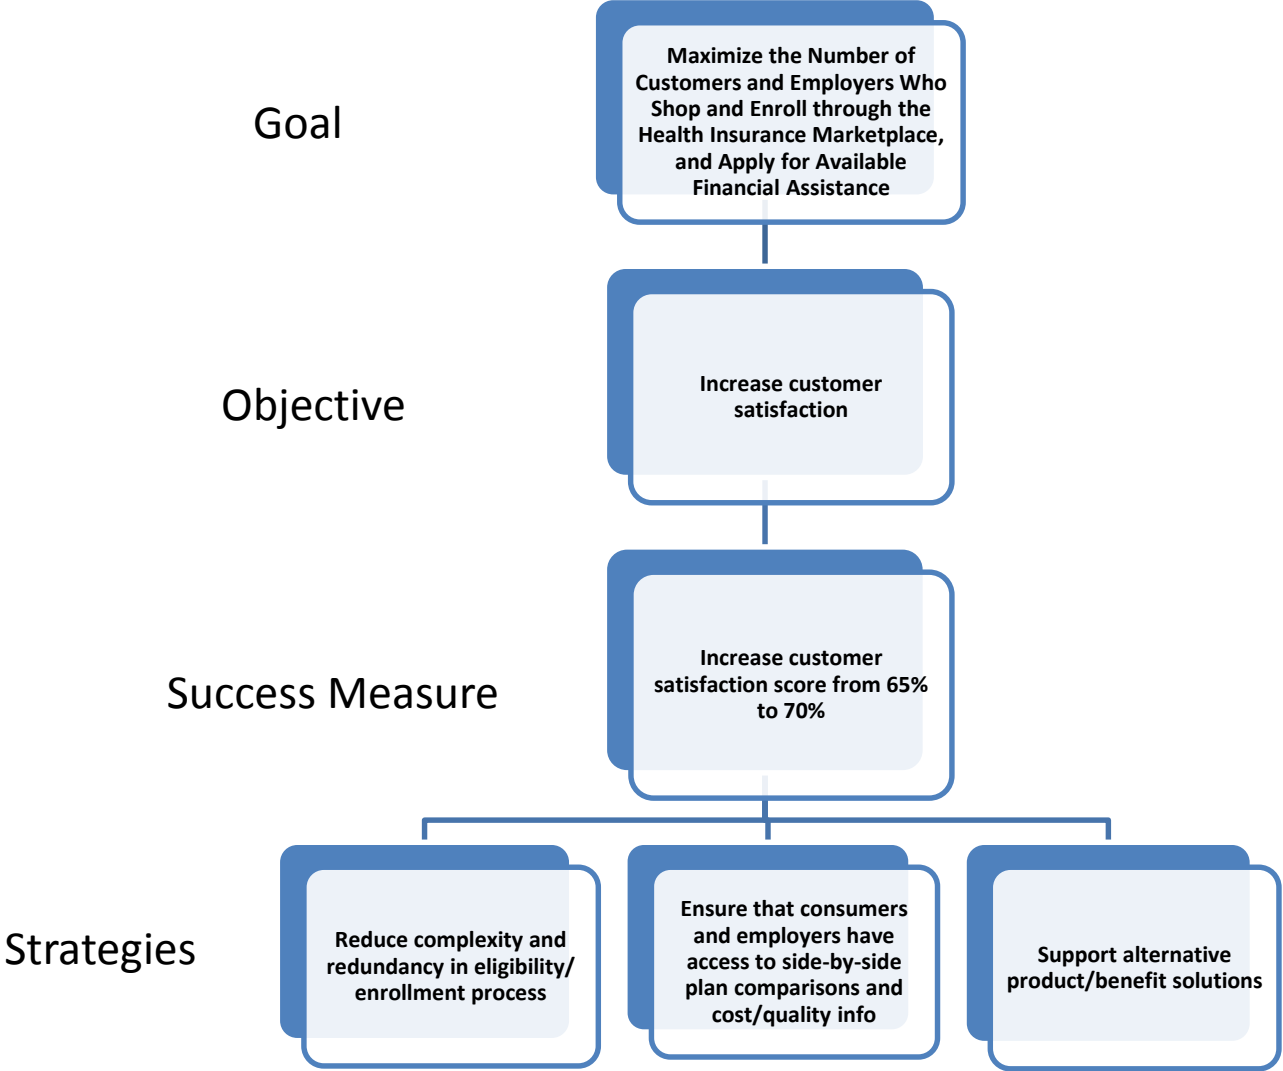 Goal
Maximize the Number of
Customers and Employers Who
Shop and Enroll through the
Health Insurance Marketplace,
and Apply for Available
Financial Assistance
Objective
Increase customer
satisfaction
Success Measure
Increase customer
satisfaction score from 65%
to 70%
Strategies
Reduce complexity and
redundancy in eligibility/
enrollment process
Ensure that consumers
and employers have
access to side-by-side
plan comparisons and
cost/quality info
Support alternative
product/benefit solutions